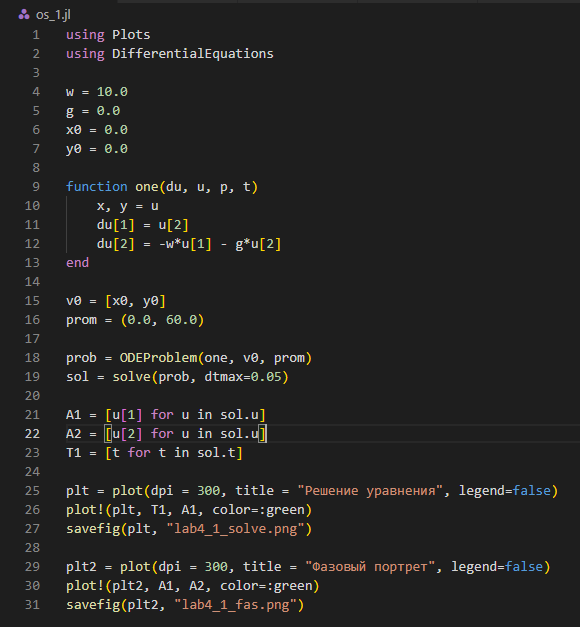 os_1.jl
1 using Plots
2 using DifferentialEquations
3
4 w = 10.0
5 g = 0.0
6 x0 = 0.0
7 y0 = 0.0
8
9 function one(du, u, p, t)
10     x, y = u
11     du[1] = u[2]
12     du[2] = -w*u[1] - g*u[2]
13 end
14
15 v0 = [x0, y0]
16 prom = (0.0, 60.0)
17
18 prob = ODEProblem(one, v0, prom)
19 sol = solve(prob, dtmax=0.05)
20
21 A1 = [u[1] for u in sol.u]
22 A2 = [u[2] for u in sol.u]
23 T1 = [t for t in sol.t]
24
25 plt = plot(dpi = 300, title = "Решение уравнения", legend=false)
26 plot!(plt, T1, A1, color=:green)
27 savefig(plt, "lab4_1_solve.png")
28
29 plt2 = plot(dpi = 300, title = "Фазовый портрет", legend=false)
30 plot!(plt2, A1, A2, color=:green)
31 savefig(plt2, "lab4_1_fas.png")